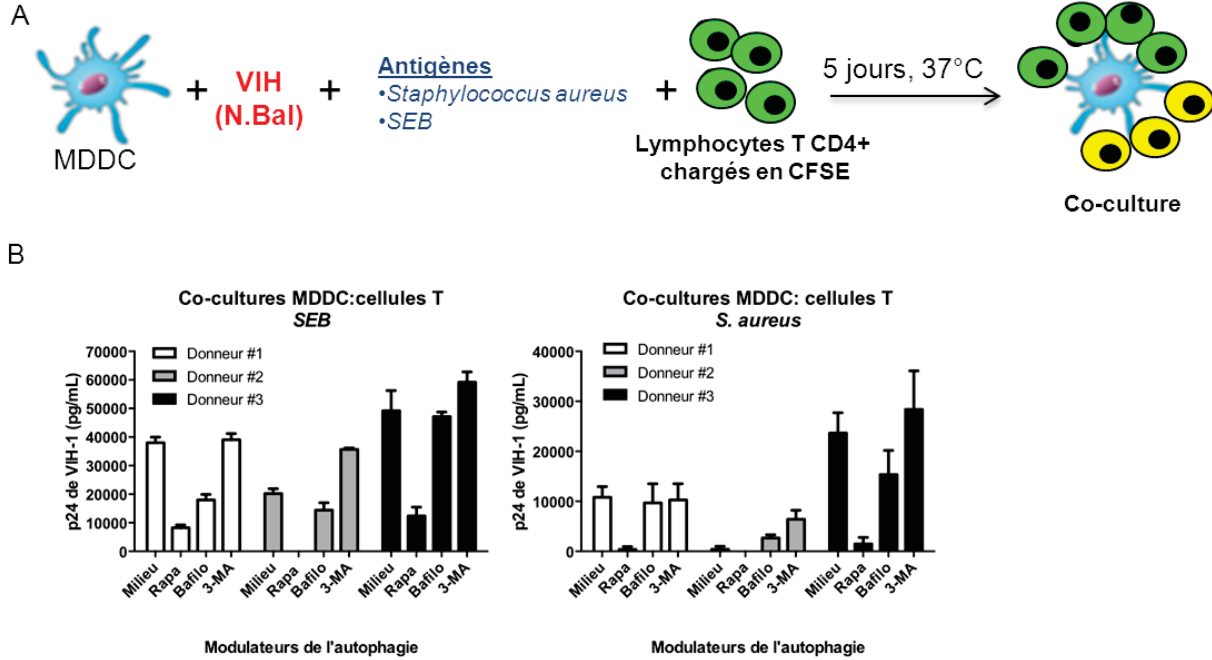 A
MDDC
+
VIH
(N.Bal)
+
Antigènes
•Staphylococcus aureus
•SEB
+
Lymphocytes T CD4+
chargés en CFSE
5 jours, 37°C
Co-culture
B
Co-cultures MDDC:cellules T
SEB
Donneur #1
Donneur #2
Donneur #3
p24 de VIH-1 (pg/mL)
70000
60000
50000
40000
30000
20000
10000
0
Milieu
Rapa
Bafilo
3-MA
Milieu
Rapa
Bafilo
3-MA
Milieu
Rapa
Bafilo
3-MA
Modulateurs de l'autophagie
Co-cultures MDDC: cellules T
S. aureus
Donneur #1
Donneur #2
Donneur #3
p24 de VIH-1 (pg/mL)
40000
30000
20000
10000
0
Milieu
Rapa
Bafilo
3-MA
Milieu
Rapa
Bafilo
3-MA
Milieu
Rapa
Bafilo
3-MA
Modulateurs de l'autophagie